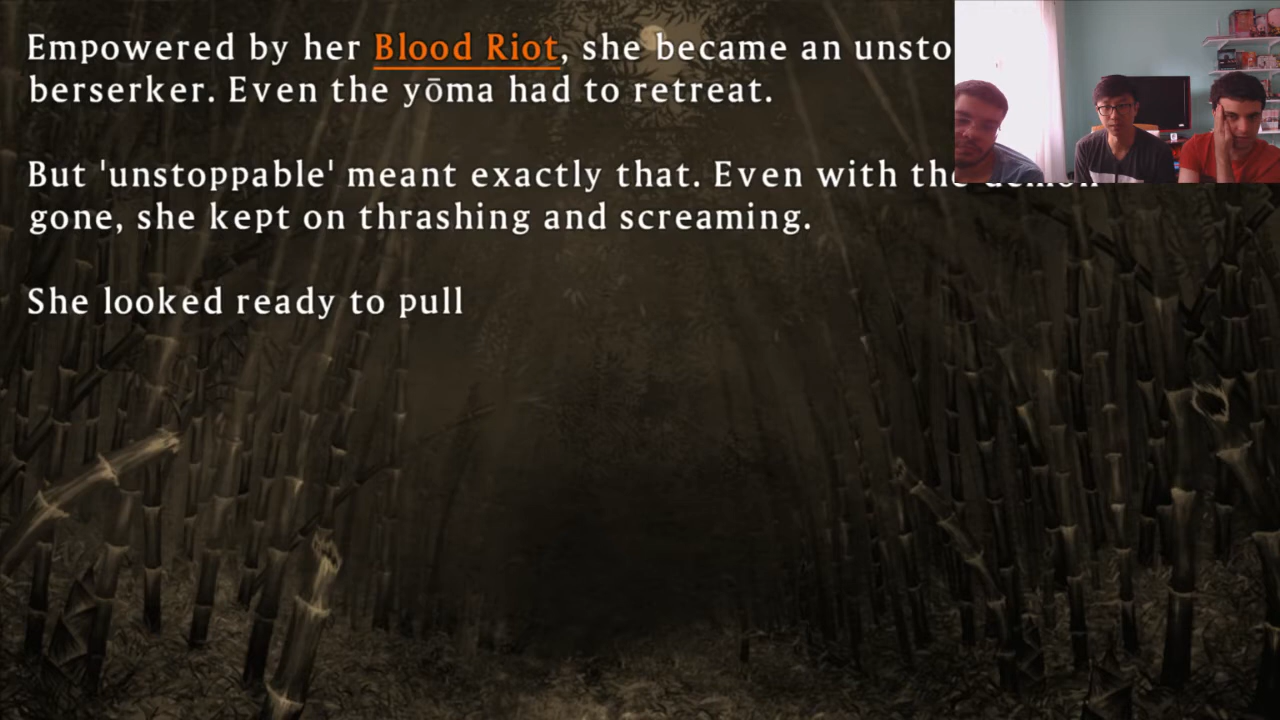 Empowered by her Blood Riot, she became an
berserker. Even the yōma had to retreat.
But 'unstoppable' meant exactly that. Even with the demon
gone, she kept on thrashing and screaming.
She looked ready to pull